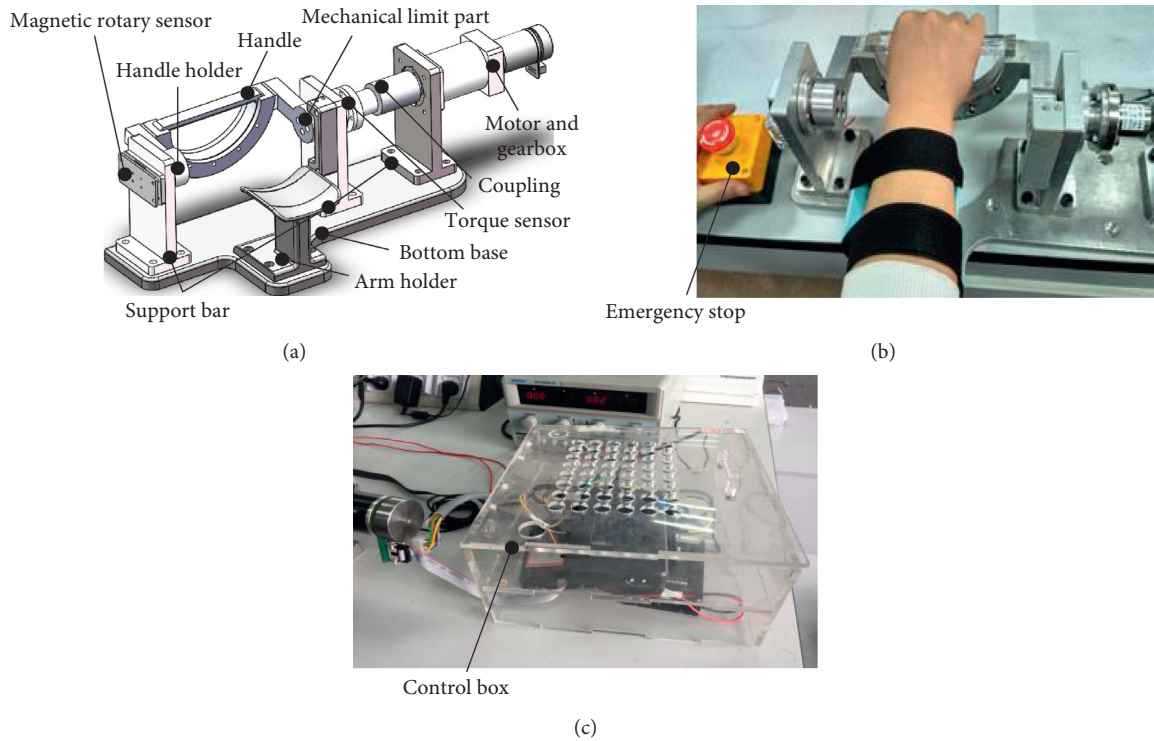 Magnetic rotary sensor
Mechanical limit part
Handle
Handle holder
Motor and
gearbox
Coupling
Torque sensor
Bottom base
Arm holder
Support bar
(a)
Emergency stop
(b)
Control box
(c)